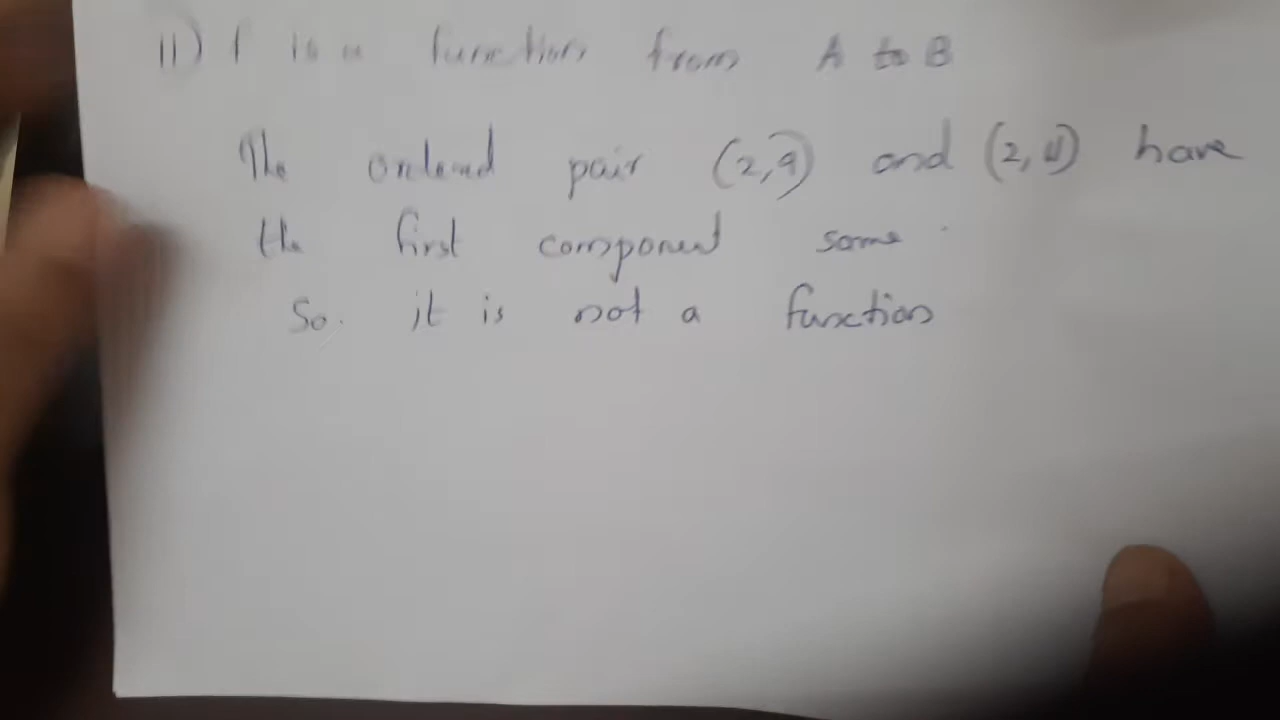 ii) f is a function from A to B
The ordered pair (2,9) and (2,11) have
the first component same.
So. it is not a function